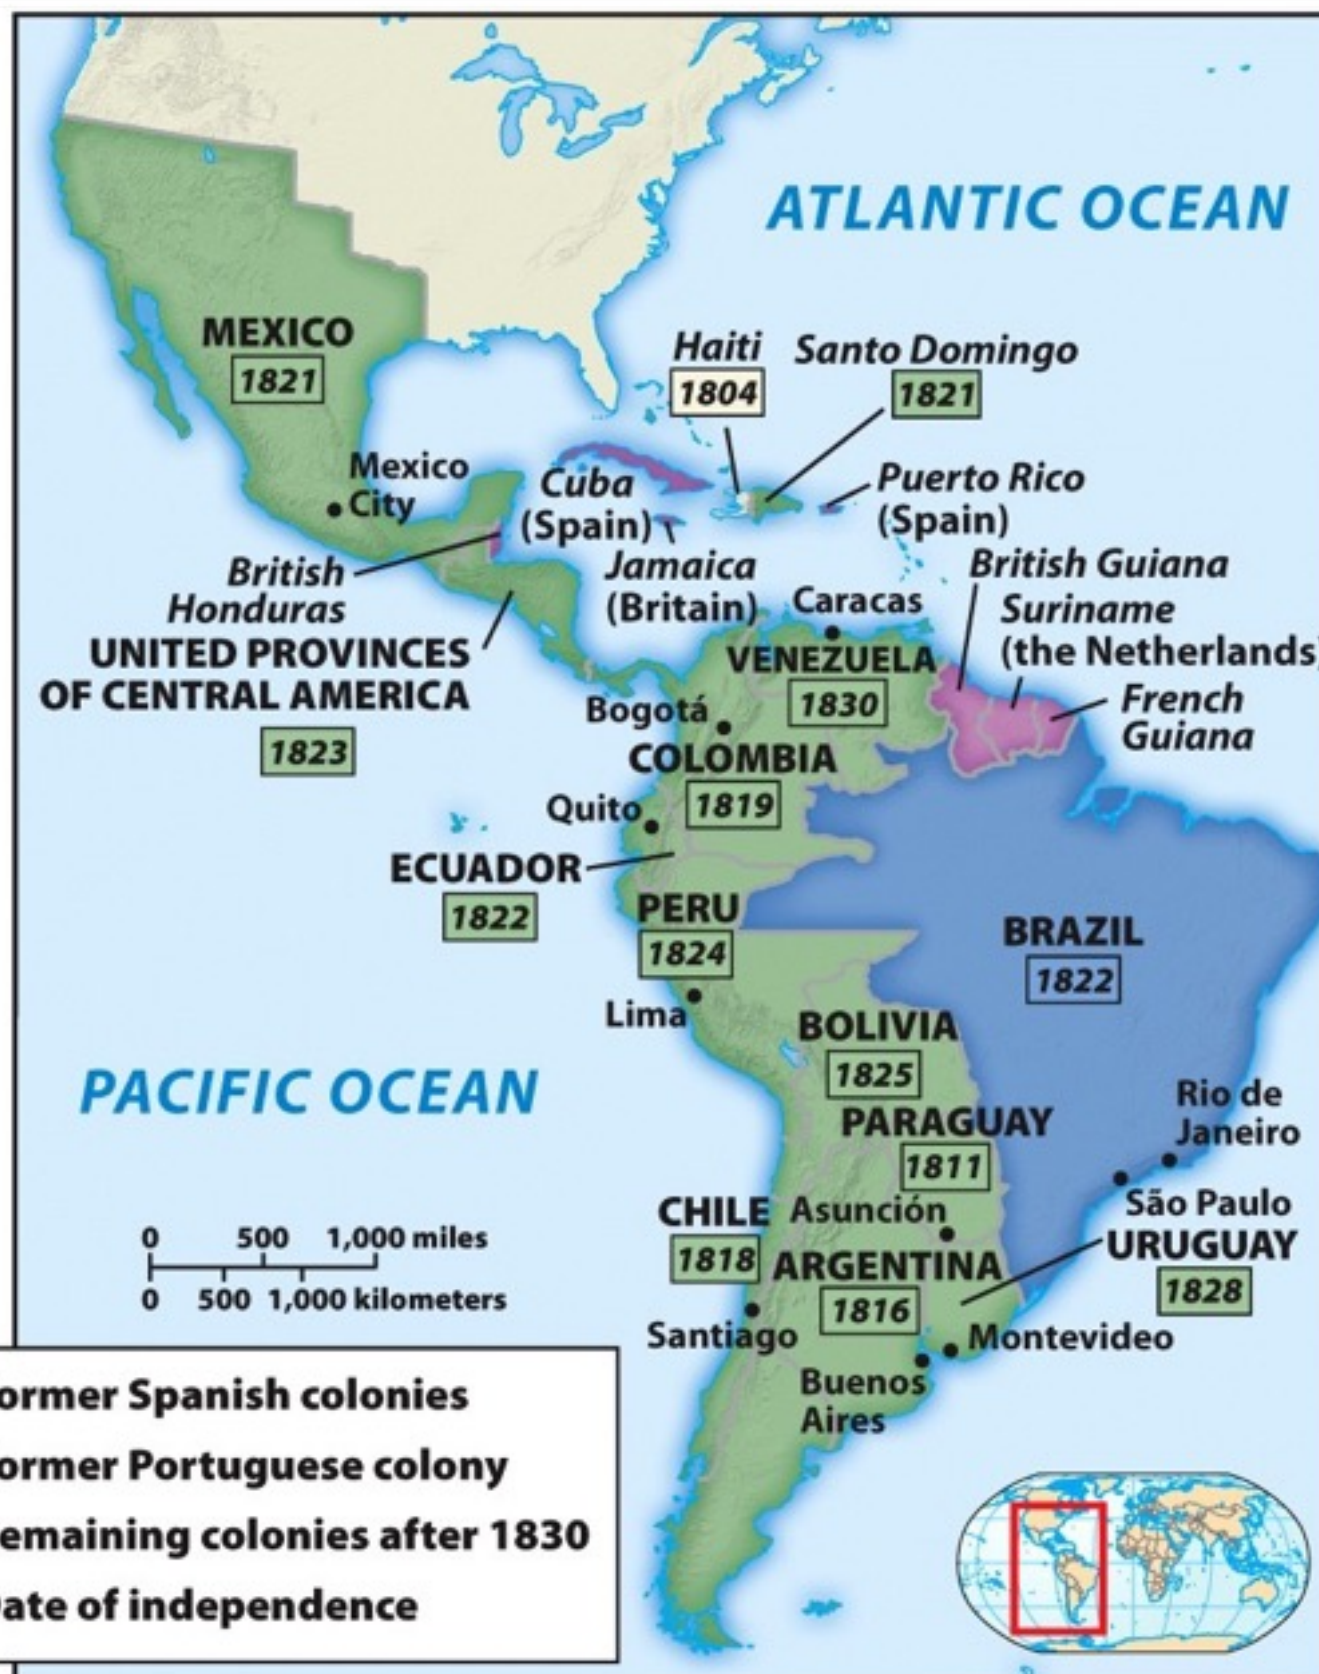 ATLANTIC OCEAN
MEXICO
1821
Haiti
1804
Santo Domingo
1821
Mexico
City
Cuba
(Spain)
Puerto Rico
(Spain)
British
Honduras
Jamaica
(Britain)
British Guiana
Suriname
(the Netherlands)
French
Guiana
UNITED PROVINCES
OF CENTRAL AMERICA
1823
Caracas
VENEZUELA
1830
Bogotá
COLOMBIA
1819
Quito
ECUADOR
1822
PERU
1824
Lima
BRAZIL
1822
BOLIVIA
1825
PACIFIC OCEAN
PARAGUAY
1811
Rio de
Janeiro
São Paulo
CHILE
1818
Asunción
ARGENTINA
1816
URUGUAY
1828
Santiago
Montevideo
Buenos
Aires
0 500 1,000 miles
0 500 1,000 kilometers
ormer Spanish colonies
ormer Portuguese colony
emaining colonies after 1830
ate of independence